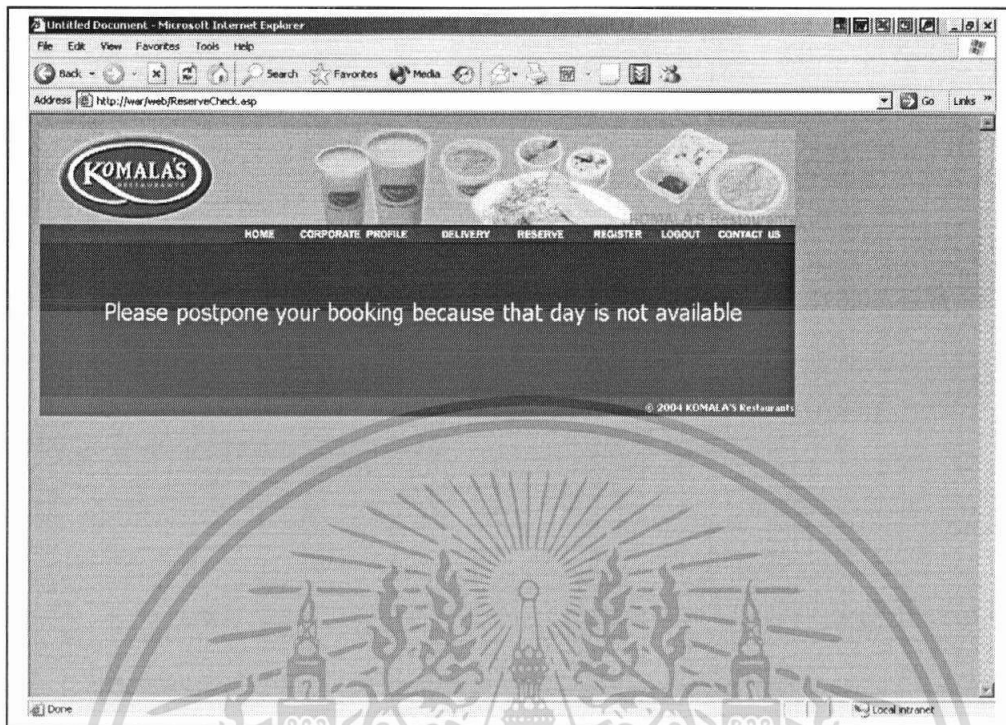 Untitled Document - Microsoft Internet Explorer
File Edit View Favorites Tools Help
Back Search Favorites Media
Address http://war/web/ReserveCheck.asp Go Links »
KOMALA'S
RESTAURANTS
KOMALA'S Restaurants
HOME CORPORATE PROFILE DELIVERY RESERVE REGISTER LOGOUT CONTACT US
Please postpone your booking because that day is not available
© 2004 KOMALA'S Restaurants
Done Local intranet